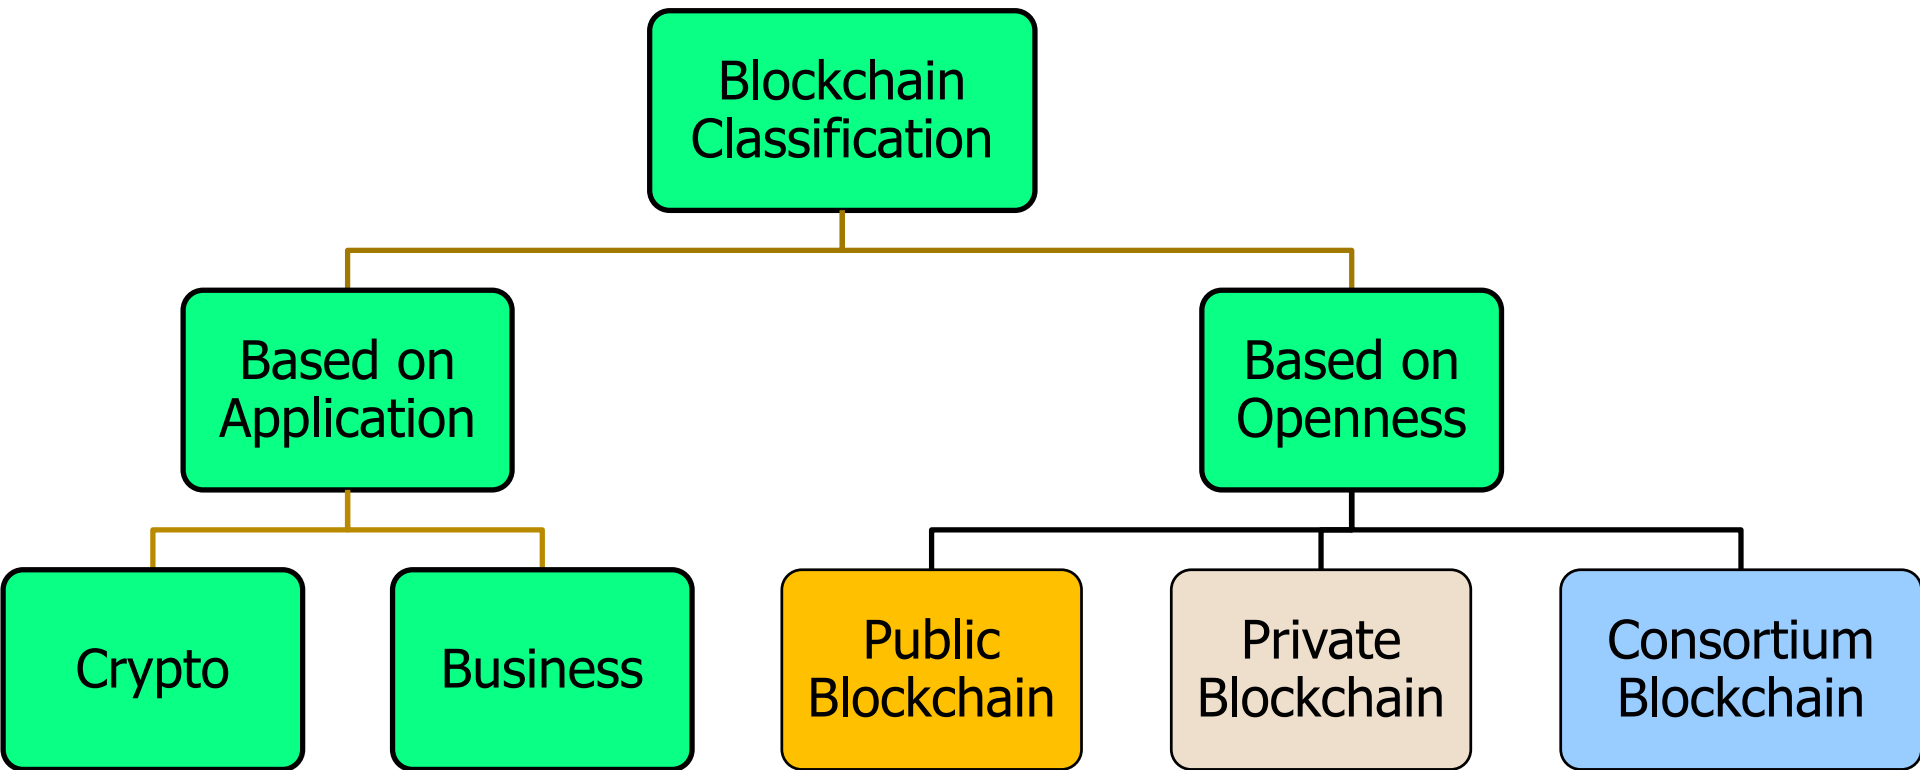 Blockchain
Classification
Based on
Application
Based on
Openness
Crypto
Business
Public
Blockchain
Private
Blockchain
Consortium
Blockchain